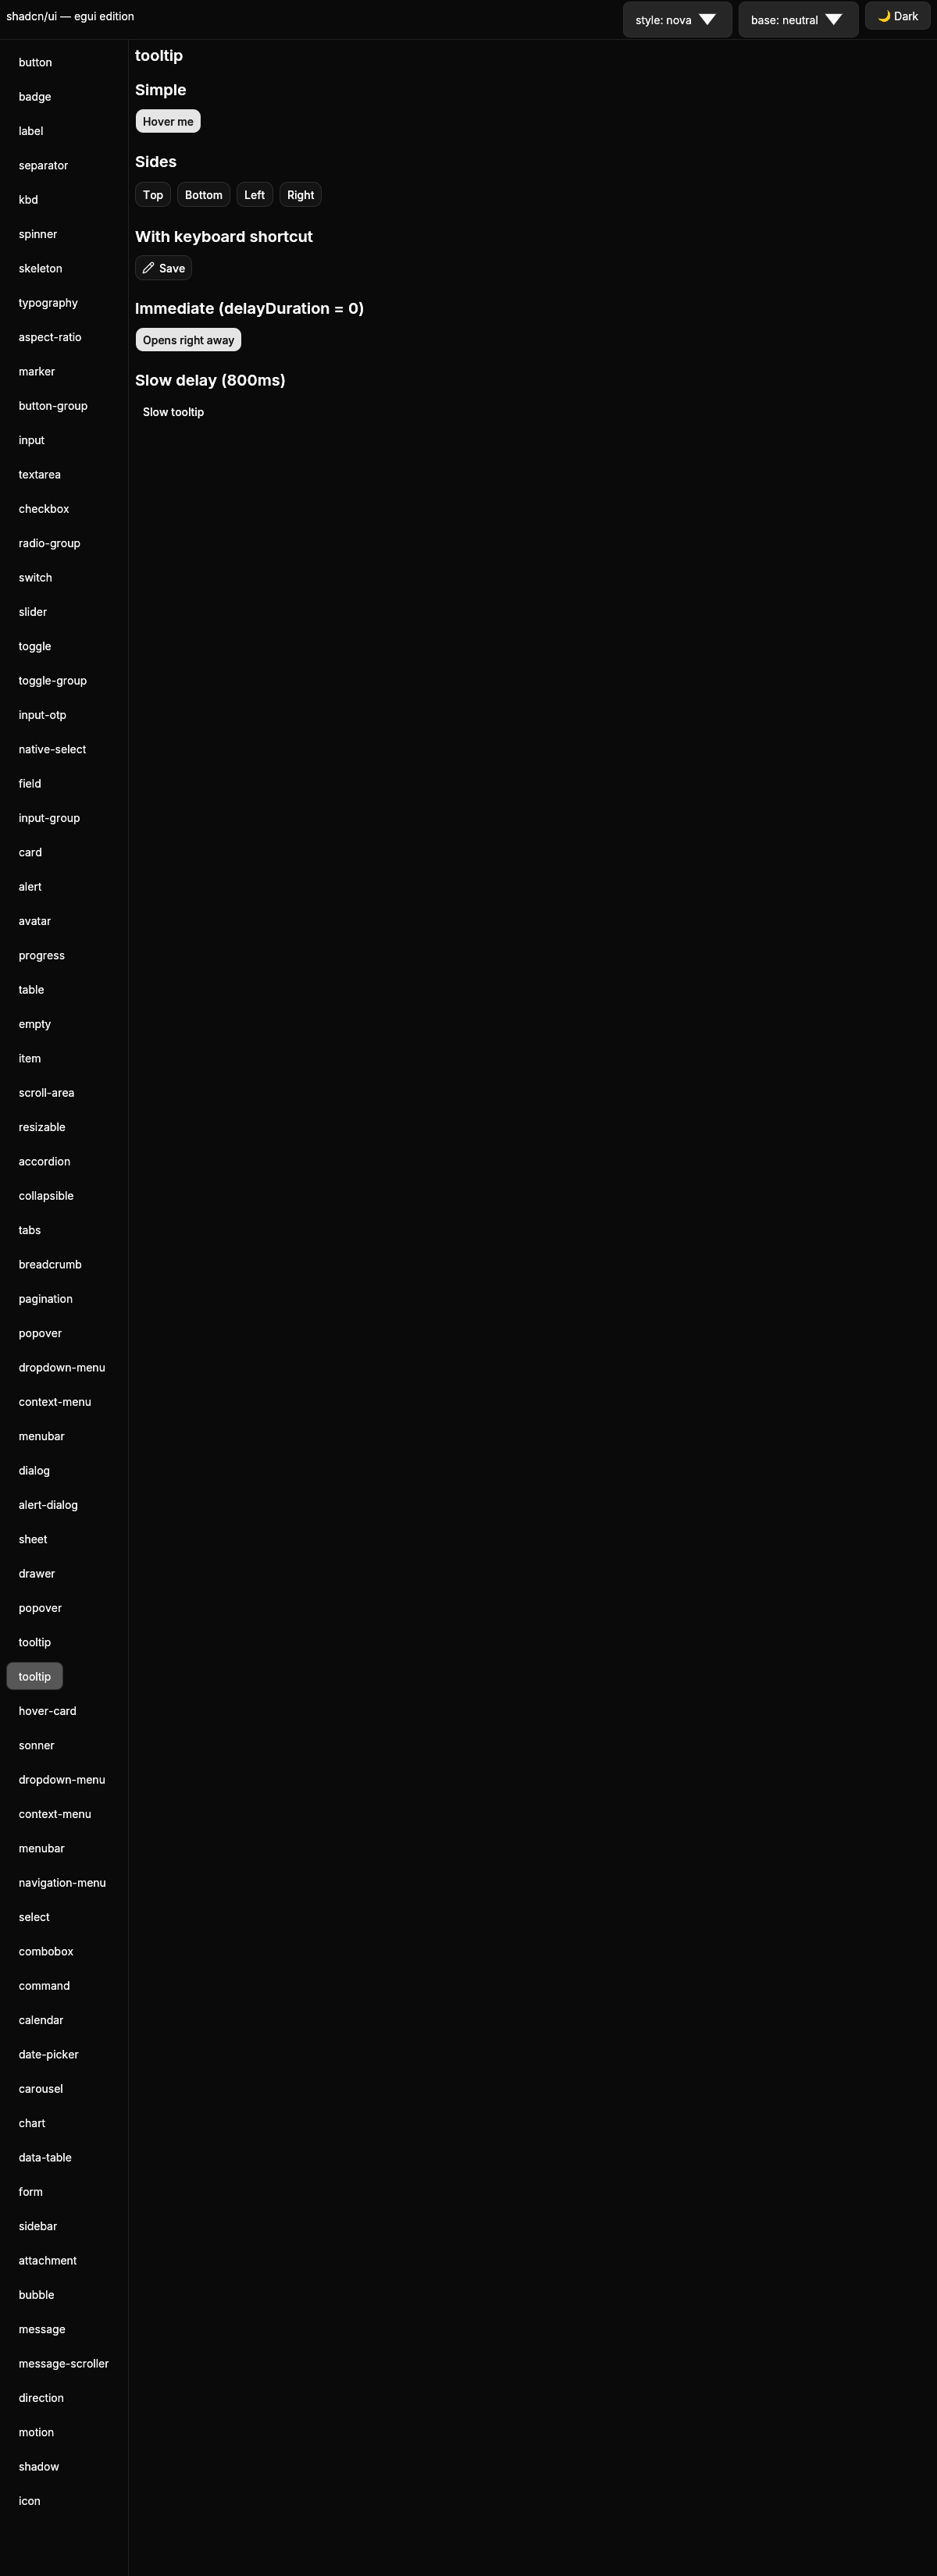 shadcn/ui — egui edition
style: nova
base: neutral
🌙 Dark
button
badge
label
separator
kbd
spinner
skeleton
typography
aspect-ratio
marker
button-group
input
textarea
checkbox
radio-group
switch
slider
toggle
toggle-group
input-otp
native-select
field
input-group
card
alert
avatar
progress
table
empty
item
scroll-area
resizable
accordion
collapsible
tabs
breadcrumb
pagination
popover
dropdown-menu
context-menu
menubar
dialog
alert-dialog
sheet
drawer
popover
tooltip
tooltip
hover-card
sonner
dropdown-menu
context-menu
menubar
navigation-menu
select
combobox
command
calendar
date-picker
carousel
chart
data-table
form
sidebar
attachment
bubble
message
message-scroller
direction
motion
shadow
icon
tooltip
Simple
Hover me
Sides
Top Bottom Left Right
With keyboard shortcut
Save
Immediate (delayDuration = 0)
Opens right away
Slow delay (800ms)
Slow tooltip